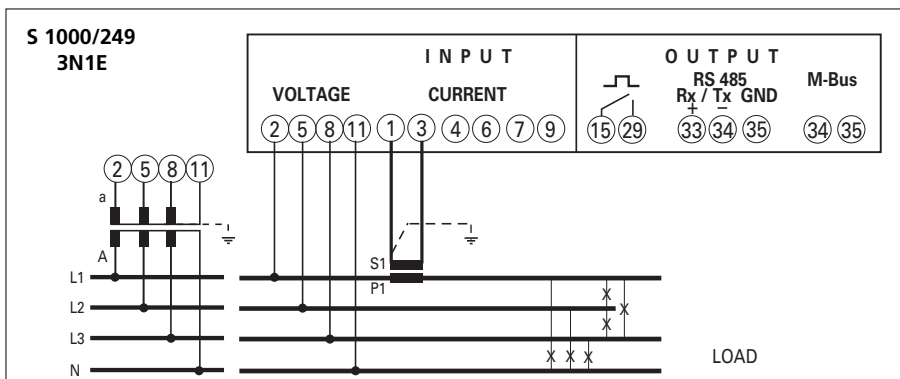 S 1000/249
3N1E
I N P U T
O U T P U T
VOLTAGE
CURRENT
RS 485
Rx / Tx GND
+ −
M-Bus
2 5 8 11 1 3 4 6 7 9 15 29 33 34 35 34 35
2 5 8 11
a
A
S1
P1
L1
L2
L3
N
X
X
X
X X X
LOAD